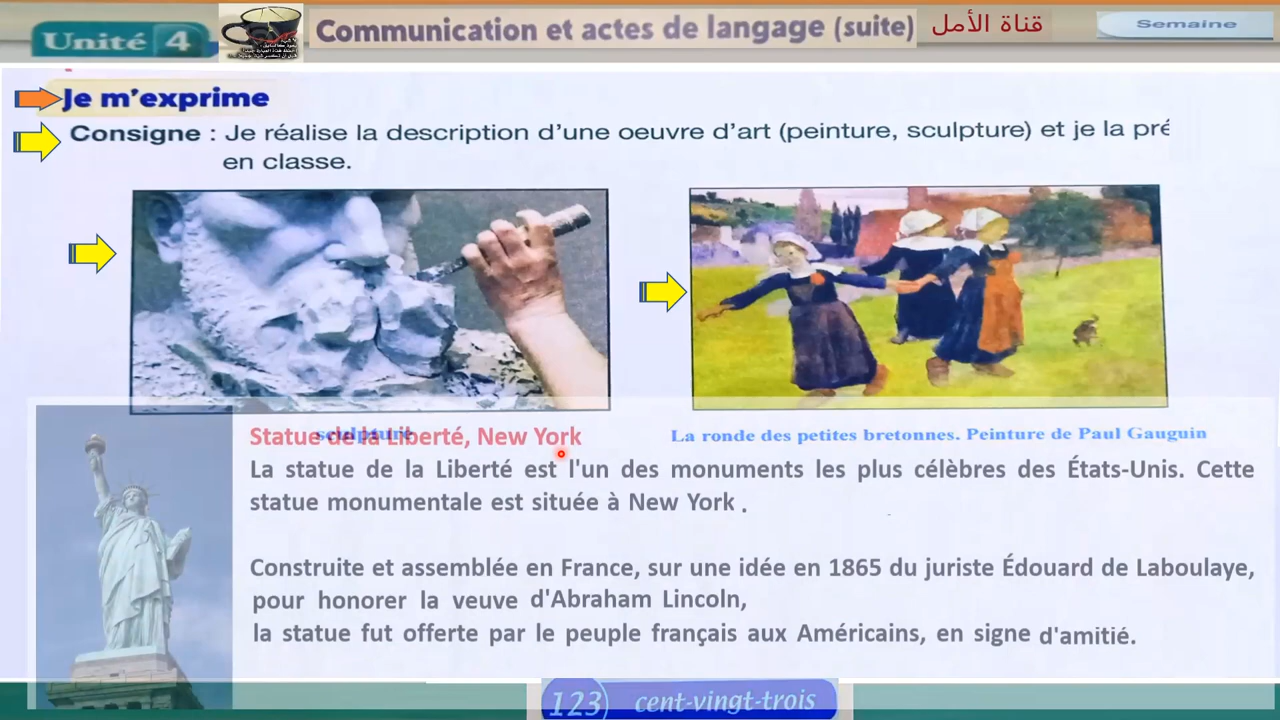 Unité 4
Communication et actes de langage (suite)
قناة الأمل
Semaine
Je m'exprime
Consigne : Je réalise la description d'une oeuvre d'art (peinture, sculpture) et je la pré
en classe.
sculpture
La ronde des petites bretonnes. Peinture de Paul Gauguin
Statue de la Liberté, New York
La statue de la Liberté est l'un des monuments les plus célèbres des États-Unis. Cette
statue monumentale est située à New York .
Construite et assemblée en France, sur une idée en 1865 du juriste Édouard de Laboulaye,
pour honorer la veuve d'Abraham Lincoln,
la statue fut offerte par le peuple français aux Américains, en signe d'amitié.
123 cent-vingt-trois